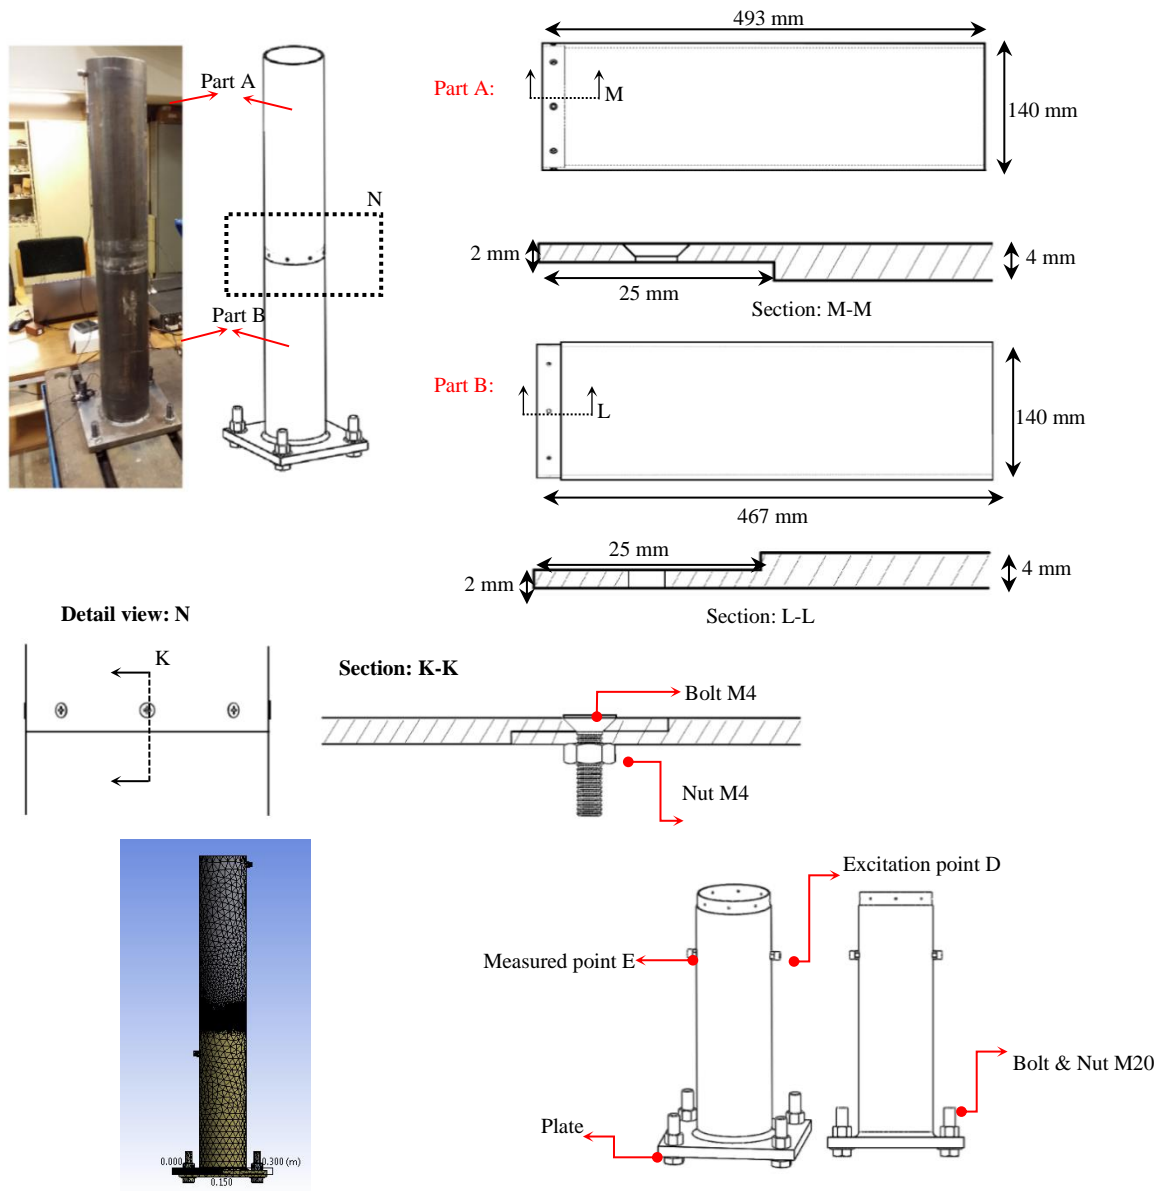 493 mm
Part A
Part A:
M
140 mm
N
2 mm
4 mm
25 mm
Section: M-M
Part B
Part B:
L
140 mm
467 mm
25 mm
2 mm
4 mm
Section: L-L
Detail view: N
K
Section: K-K
Bolt M4
Nut M4
Excitation point D
Measured point E
Bolt & Nut M20
Plate
0.000
0.300 (m)
0.150